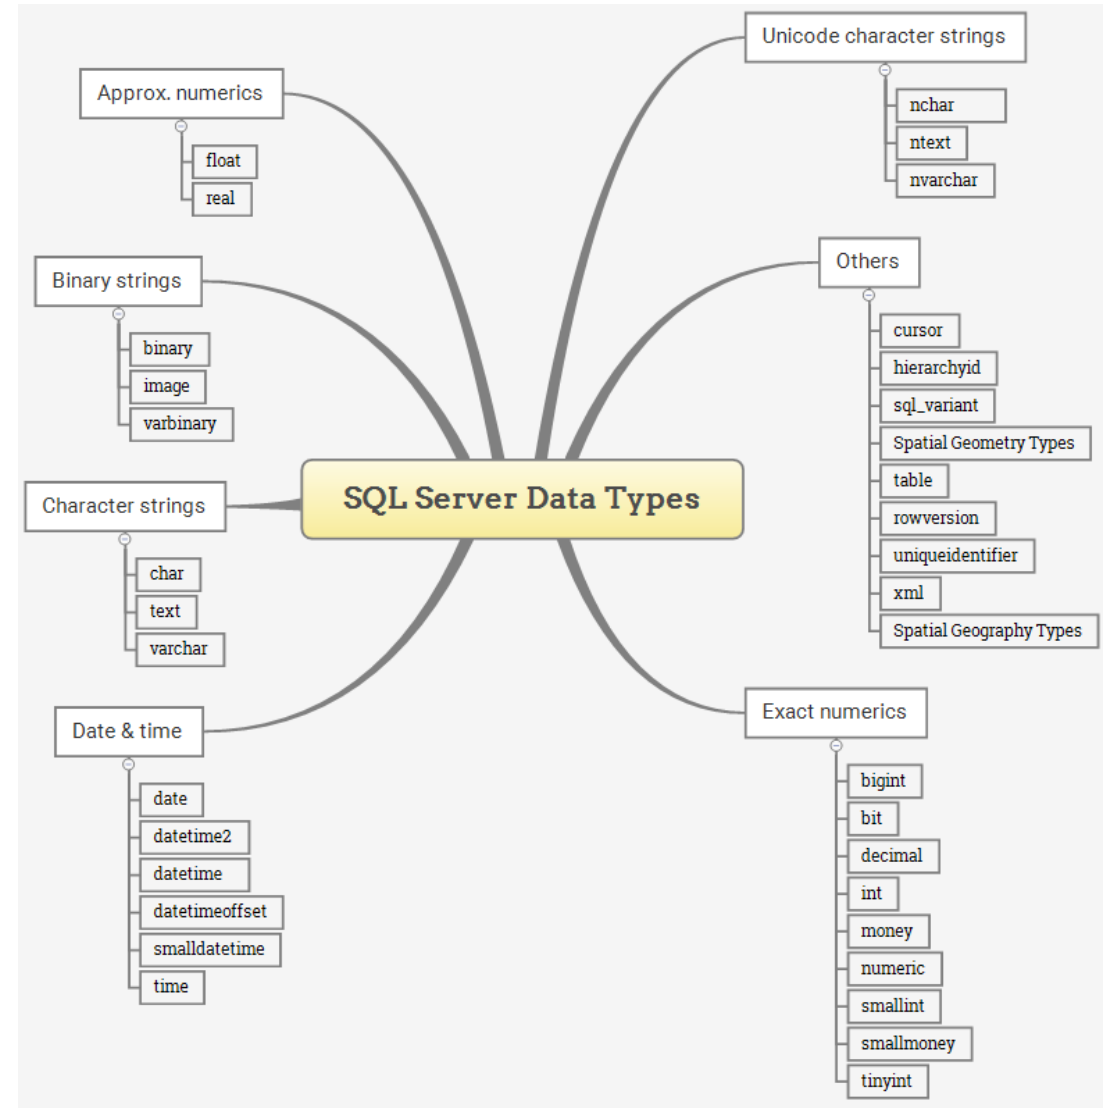 SQL Server Data Types
Approx. numerics
float
real
Binary strings
binary
image
varbinary
Character strings
char
text
varchar
Date & time
date
datetime2
datetime
datetimeoffset
smalldatetime
time
Unicode character strings
nchar
ntext
nvarchar
Others
cursor
hierarchyid
sql_variant
Spatial Geometry Types
table
rowversion
uniqueidentifier
xml
Spatial Geography Types
Exact numerics
bigint
bit
decimal
int
money
numeric
smallint
smallmoney
tinyint